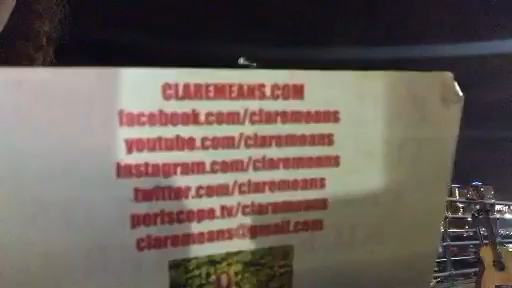 CLAREMEANS.COM
facebook.com/claremeans
youtube.com/claremeans
instagram.com/claremeans
twitter.com/claremeans
periscope.tv/claremeans
claremeans@gmail.com